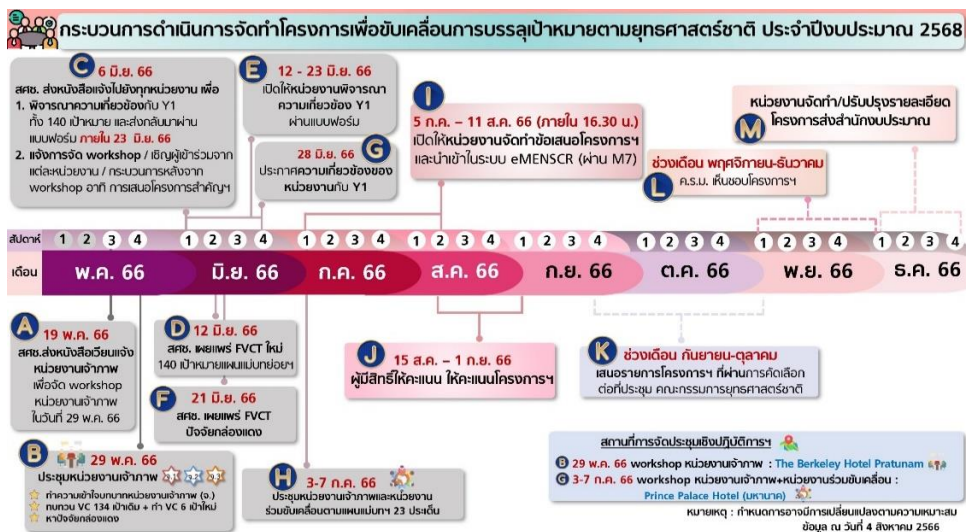 กระบวนการดำเนินการจัดทำโครงการเพื่อขับเคลื่อนการบรรลุเป้าหมายตามยุทธศาสตร์ชาติ ประจำปีงบประมาณ 2568
C 6 มิ.ย. 66
สศช. ส่งหนังสือแจ้งไปยังทุกหน่วยงาน เพื่อ
1. พิจารณาความเกี่ยวข้องกับ Y1
ทั้ง 140 เป้าหมาย และส่งกลับมาผ่าน
แบบฟอร์ม ภายใน 23 มิ.ย. 66
2. แจ้งการจัด workshop / เชิญผู้เข้าร่วมจาก
แต่ละหน่วยงาน / กระบวนการหลังจาก
workshop อาทิ การเสนอโครงการสำคัญฯ
E 12 - 23 มิ.ย. 66
เปิดให้หน่วยงานพิจารณา
ความเกี่ยวข้อง Y1
ผ่านแบบฟอร์ม
28 มิ.ย. 66 G
ประกาศความเกี่ยวข้องของ
หน่วยงานกับ Y1
I
5 ก.ค. – 11 ส.ค. 66 (ภายใน 16.30 น.)
เปิดให้หน่วยงานจัดทำข้อเสนอโครงการฯ
และนำเข้าในระบบ eMENSCR (ผ่าน M7)
หน่วยงานจัดทำ/ปรับปรุงรายละเอียด
M โครงการส่งสำนักงบประมาณ
ช่วงเดือน พฤศจิกายน-ธันวาคม
L ค.ร.ม. เห็นชอบโครงการฯ
สัปดาห์ 1 2 3 4 1 2 3 4 1 2 3 4 1 2 3 4 1 2 3 4 1 2 3 4 1 2 3 4 1 2 3 4
เดือน พ.ค. 66 มิ.ย. 66 ก.ค. 66 ส.ค. 66 ก.ย. 66 ต.ค. 66 พ.ย. 66 ธ.ค. 66
A 19 พ.ค. 66
สศช.ส่งหนังสือเวียนแจ้ง
หน่วยงานเจ้าภาพ
เพื่อจัด workshop
หน่วยงานเจ้าภาพ
ในวันที่ 29 พ.ค. 66
D 12 มิ.ย. 66
สศช. เผยแพร่ FVCT ใหม่
140 เป้าหมายแผนแม่บทย่อยฯ
F 21 มิ.ย. 66
สศช. เผยแพร่ FVCT
ปัจจัยกล่องแดง
J 15 ส.ค. – 1 ก.ย. 66
ผู้มีสิทธิ์ให้คะแนน ให้คะแนนโครงการฯ
K ช่วงเดือน กันยายน-ตุลาคม
เสนอรายการโครงการฯ ที่ผ่านการคัดเลือก
ต่อที่ประชุม คณะกรรมการยุทธศาสตร์ชาติ
B 29 พ.ค. 66
ประชุมหน่วยงานเจ้าภาพ
ทำความเข้าใจบทบาทหน่วยงานเจ้าภาพ (จ.)
ทบทวน VC 134 เป้าเดิม + ทำ VC 6 เป้าใหม่
หาปัจจัยกล่องแดง
H 3-7 ก.ค. 66
ประชุมหน่วยงานเจ้าภาพและหน่วยงาน
ร่วมขับเคลื่อนตามแผนแม่บทฯ 23 ประเด็น
สถานที่การจัดประชุมเชิงปฏิบัติการฯ
B 29 พ.ค. 66 workshop หน่วยงานเจ้าภาพ : The Berkeley Hotel Pratunam
G 3-7 ก.ค. 66 workshop หน่วยงานเจ้าภาพ+หน่วยงานร่วมขับเคลื่อน :
Prince Palace Hotel (มหานาค)
หมายเหตุ : กำหนดการอาจมีการเปลี่ยนแปลงตามความเหมาะสม
ข้อมูล ณ วันที่ 4 สิงหาคม 2566